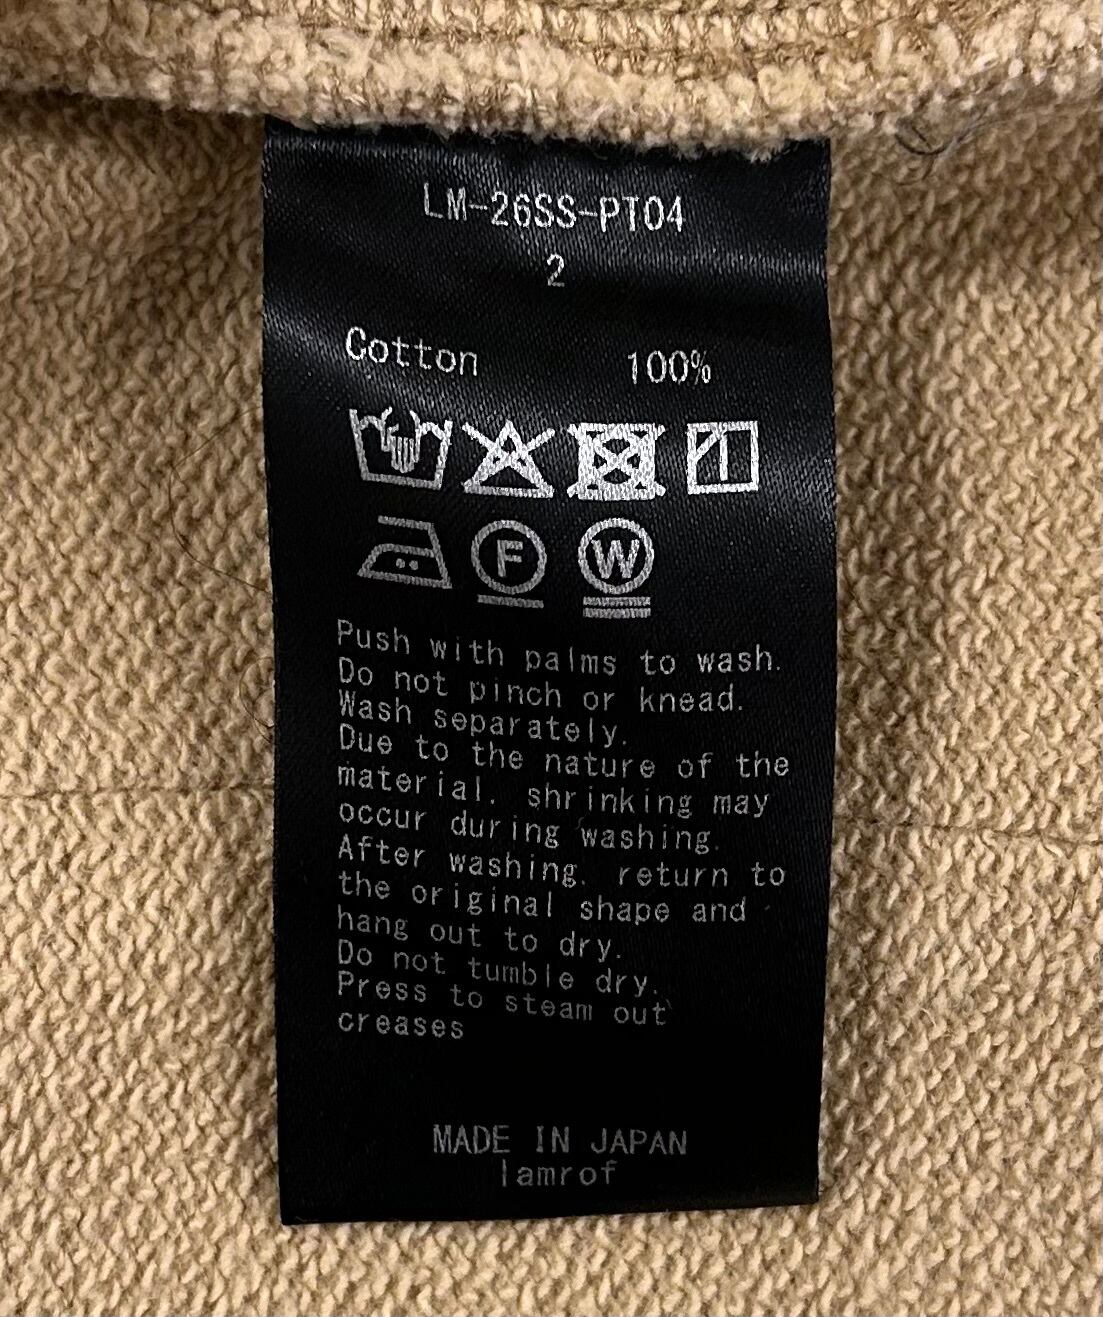 LM-26SS-PT04
2
Cotton 100%
F W
Push with palms to wash.
Do not pinch or knead.
Wash separately.
Due to the nature of the
material. shrinking may
occur during washing.
After washing. return to
the original shape and
hang out to dry.
Do not tumble dry.
Press to steam out
creases
MADE IN JAPAN
lamrof